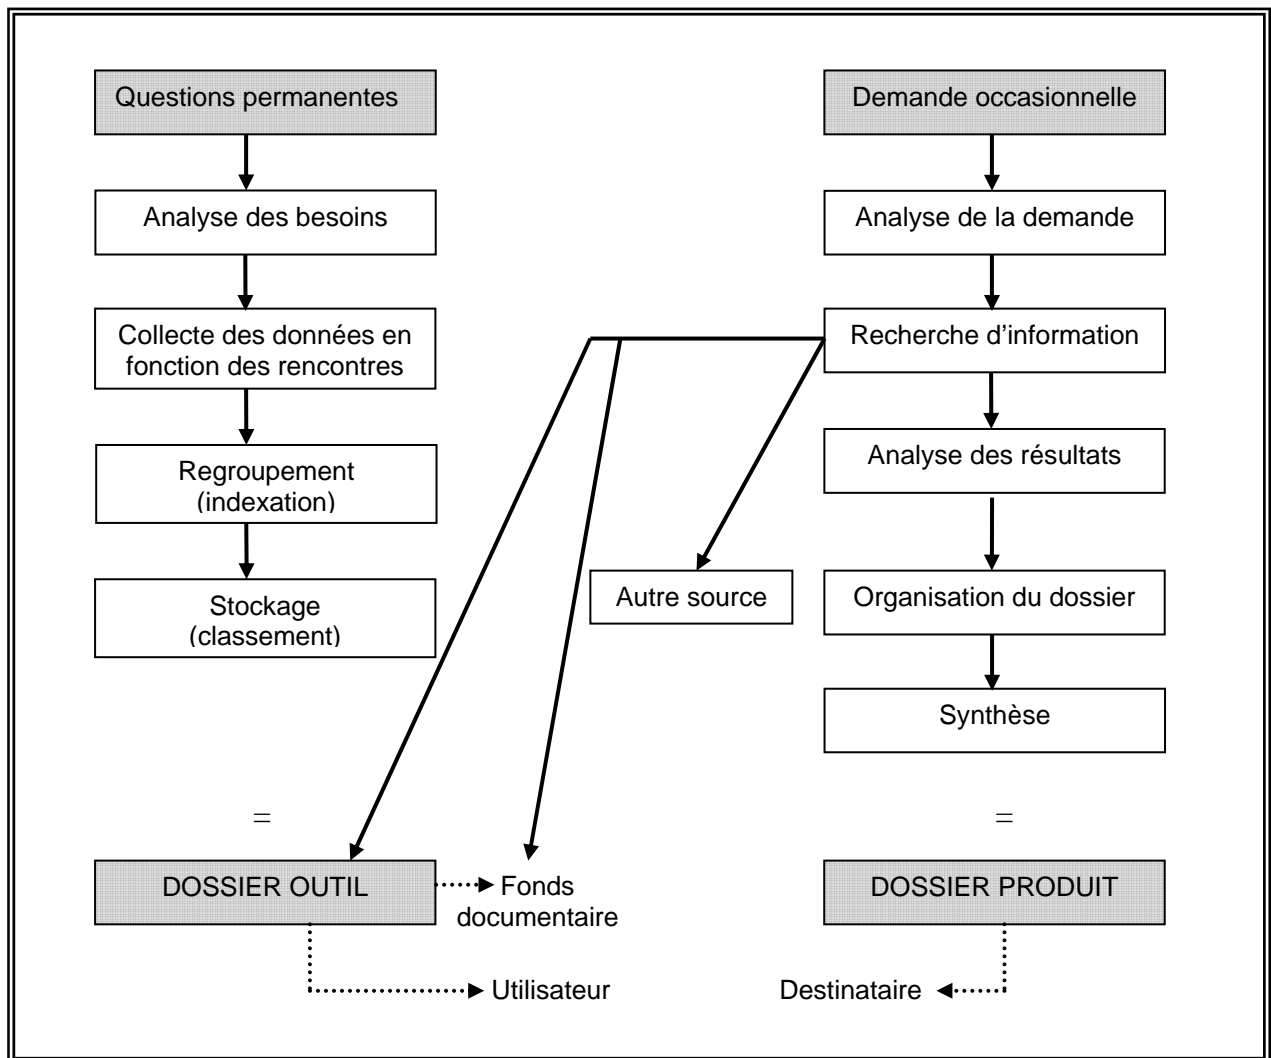 Questions permanentes
Analyse des besoins
Collecte des données en
fonction des rencontres
Regroupement
(indexation)
Stockage
(classement)
=
DOSSIER OUTIL
Fonds
documentaire
Utilisateur
Autre source
Demande occasionnelle
Analyse de la demande
Recherche d’information
Analyse des résultats
Organisation du dossier
Synthèse
=
DOSSIER PRODUIT
Destinataire